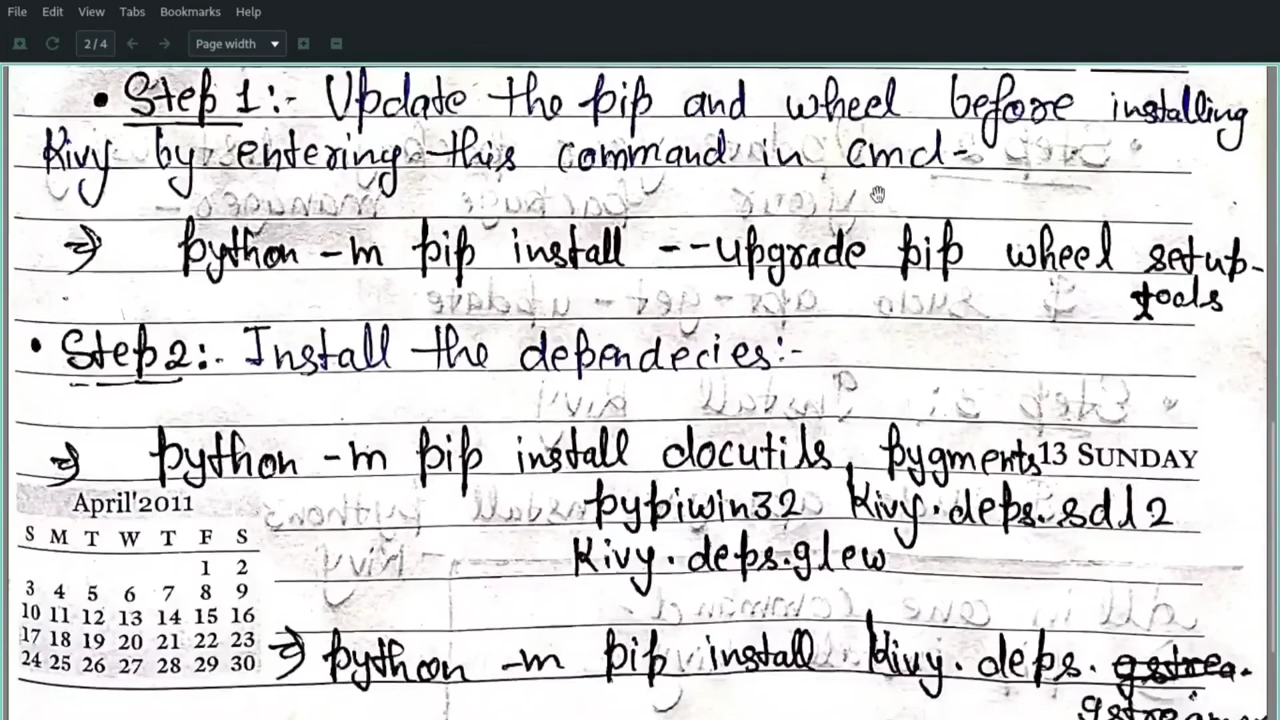 File Edit View Tabs Bookmarks Help
2/4 Page width
• Step 1:- Update the pip and wheel before installing
Kivy by entering this command in cmd-
⇒ python -m pip install --upgrade pip wheel setup-
tools
• Step 2:- Install the dependecies:-
⇒ python -m pip install docutils, pygments
13 SUNDAY
pypiwin32 Kivy.deps.sdl2
Kivy.deps.glew
April'2011
S M T W T F S
1 2
3 4 5 6 7 8 9
10 11 12 13 14 15 16
17 18 19 20 21 22 23
24 25 26 27 28 29 30
⇒ python -m pip install Kivy.deps. gstrea.